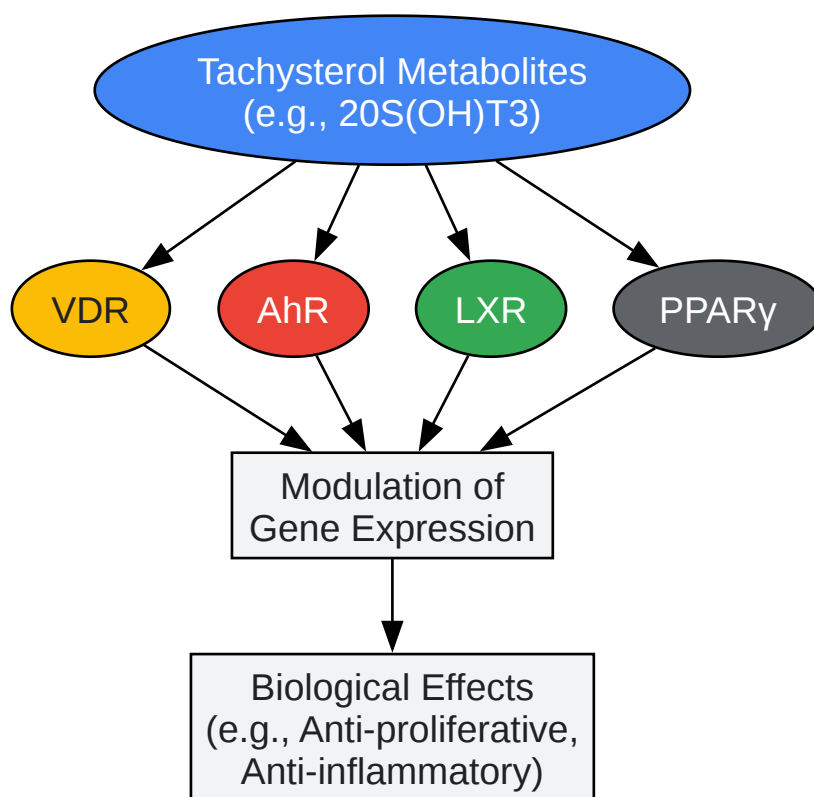 Tachysterol Metabolites
(e.g., 20S(OH)T3)
VDR
AhR
LXR
PPARγ
Modulation of
Gene Expression
Biological Effects
(e.g., Anti-proliferative,
Anti-inflammatory)